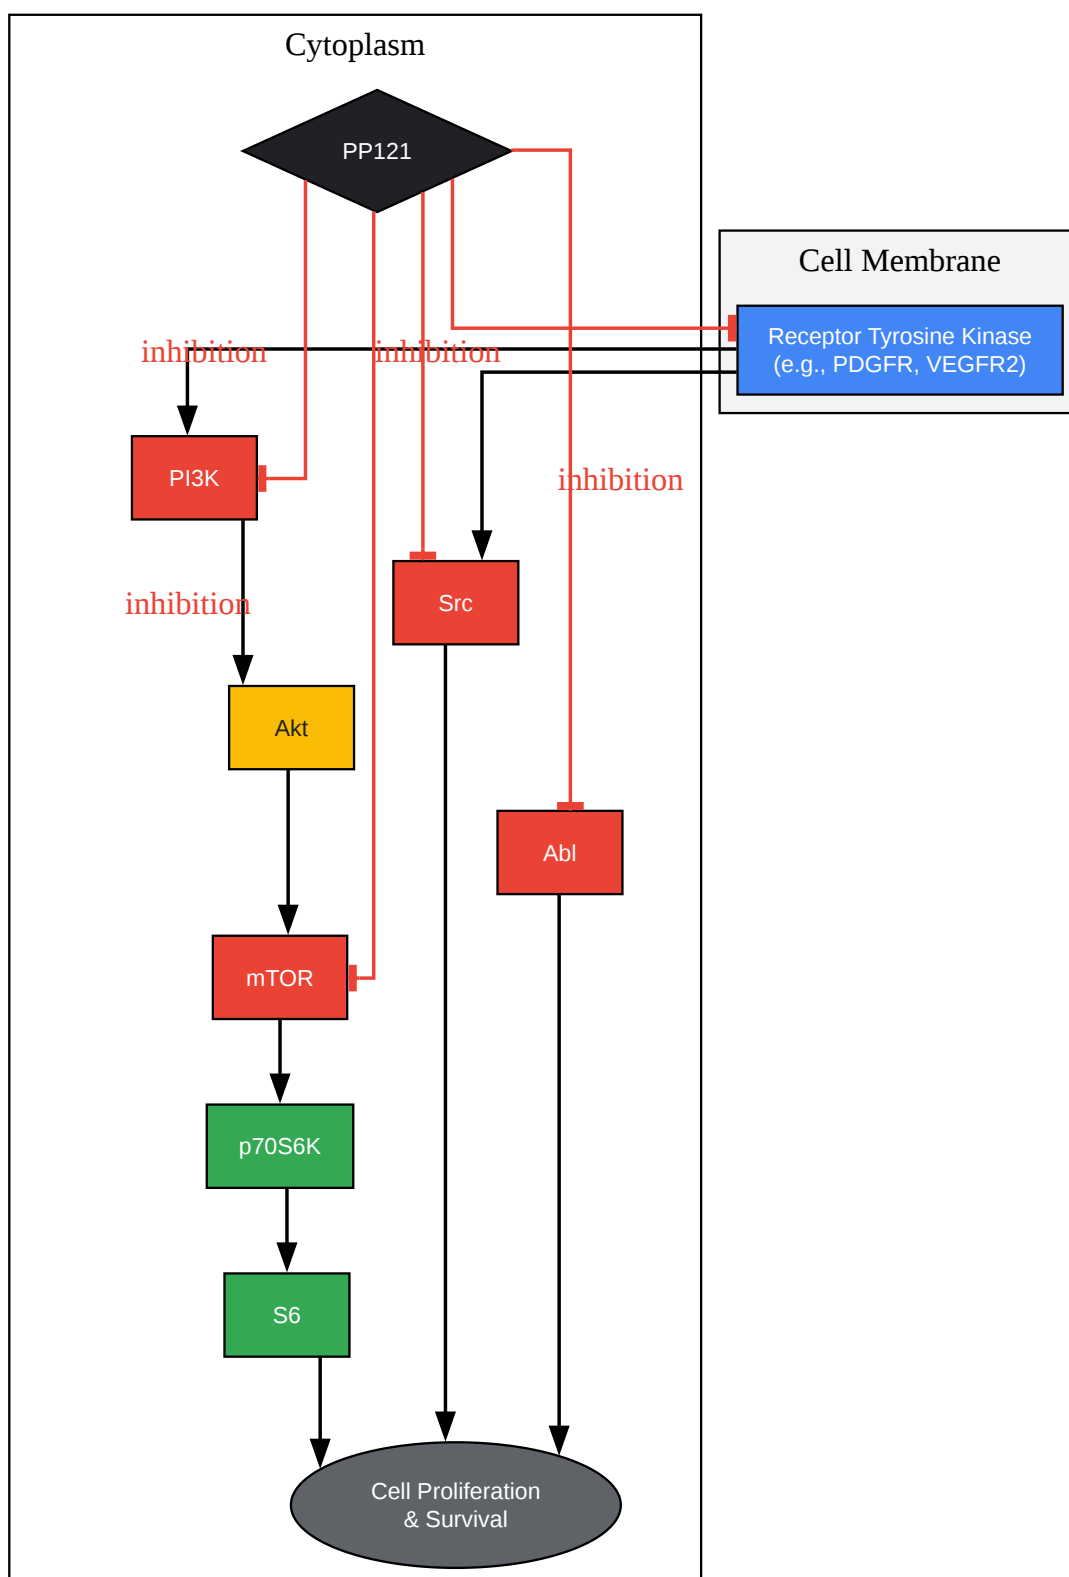 Cytoplasm
PP121
Cell Membrane
Receptor Tyrosine Kinase
(e.g., PDGFR, VEGFR2)
inhibition
inhibition
PI3K
inhibition
inhibition
Src
Akt
Abl
mTOR
p70S6K
S6
Cell Proliferation
& Survival